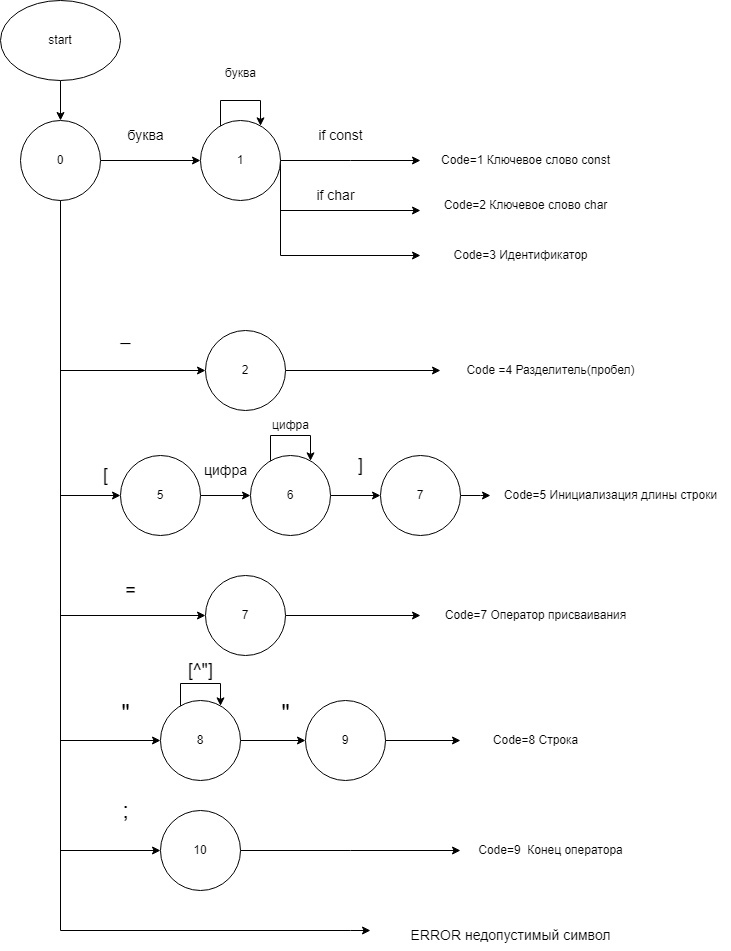 start
буква
0
буква
1
if const
Code=1 Ключевое слово const
if char
Code=2 Ключевое слово char
Code=3 Идентификатор
_
2
Code =4 Разделитель(пробел)
[
5
цифра
цифра
6
]
7
Code=5 Инициализация длины строки
=
7
Code=7 Оператор присваивания
"
[^"]
8
"
9
Code=8 Строка
;
10
Code=9 Конец оператора
ERROR недопустимый символ